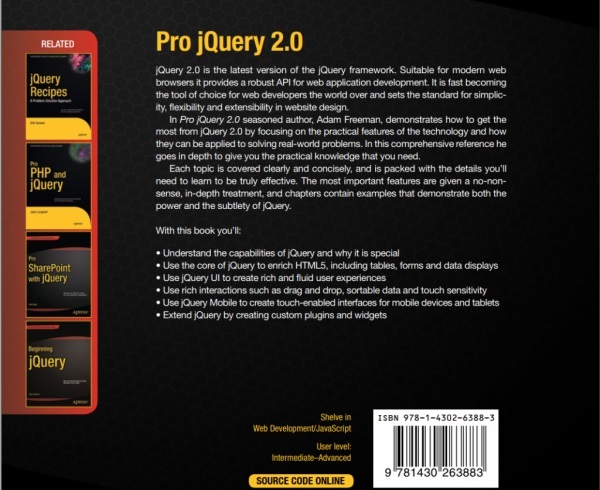 RELATED
jQuery
Recipes
A Problem-Solution Approach
Apress
Pro
PHP and
jQuery
Apress
Pro
SharePoint
with jQuery
Apress
Beginning
jQuery
Apress
Pro jQuery 2.0
jQuery 2.0 is the latest version of the jQuery framework. Suitable for modern web
browsers it provides a robust API for web application development. It is fast becoming
the tool of choice for web developers the world over and sets the standard for simplic-
ity, flexibility and extensibility in website design.
In Pro jQuery 2.0 seasoned author, Adam Freeman, demonstrates how to get the
most from jQuery 2.0 by focusing on the practical features of the technology and how
they can be applied to solving real-world problems. In this comprehensive reference he
goes in depth to give you the practical knowledge that you need.
Each topic is covered clearly and concisely, and is packed with the details you'll
need to learn to be truly effective. The most important features are given a no-non-
sense, in-depth treatment, and chapters contain examples that demonstrate both the
power and the subtlety of jQuery.
With this book you'll:
• Understand the capabilities of jQuery and why it is special
• Use the core of jQuery to enrich HTML5, including tables, forms and data displays
• Use jQuery UI to create rich and fluid user experiences
• Use rich interactions such as drag and drop, sortable data and touch sensitivity
• Use jQuery Mobile to create touch-enabled interfaces for mobile devices and tablets
• Extend jQuery by creating custom plugins and widgets
Shelve in
Web Development/JavaScript
User level:
Intermediate–Advanced
SOURCE CODE ONLINE
ISBN 978-1-4302-6388-3
9 781430 263883